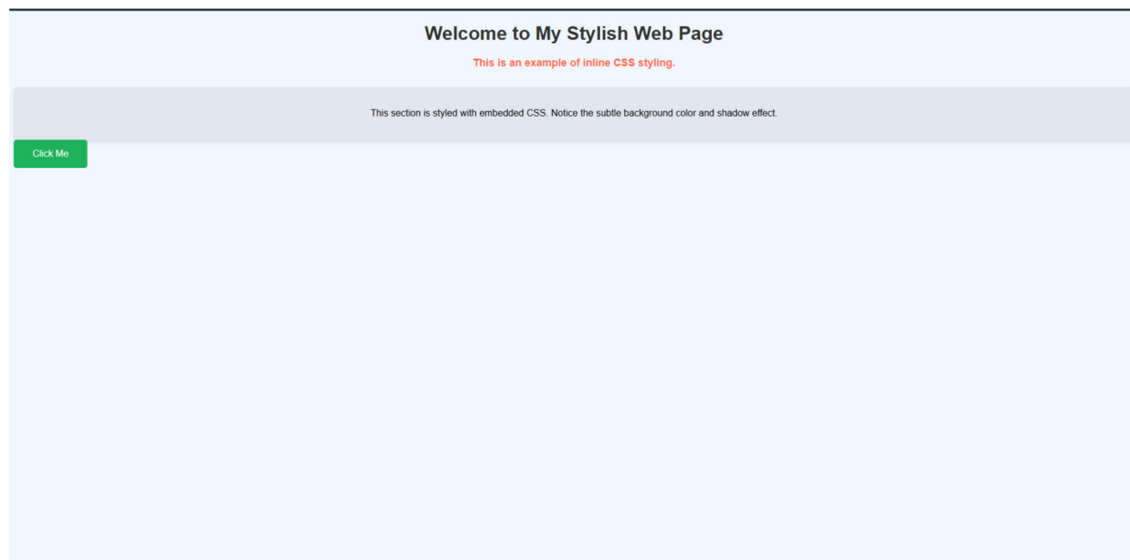 Welcome to My Stylish Web Page
This is an example of inline CSS styling.
This section is styled with embedded CSS. Notice the subtle background color and shadow effect.
Click Me